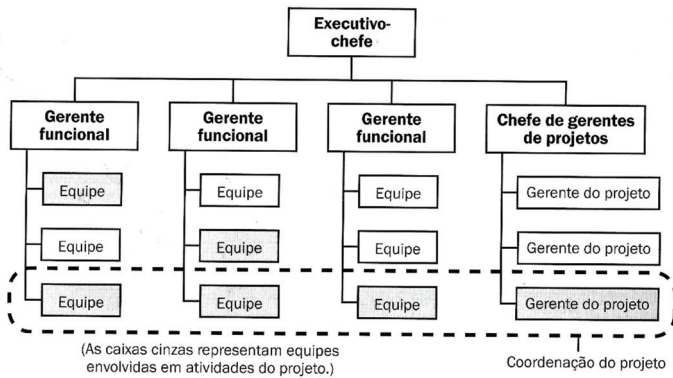 Executivo-
chefe
Gerente
funcional
Gerente
funcional
Gerente
funcional
Chefe de gerentes
de projetos
Equipe
Equipe
Equipe
Gerente do projeto
Equipe
Equipe
Equipe
Gerente do projeto
Equipe
Equipe
Equipe
Gerente do projeto
(As caixas cinzas representam equipes
envolvidas em atividades do projeto.)
Coordenação do projeto